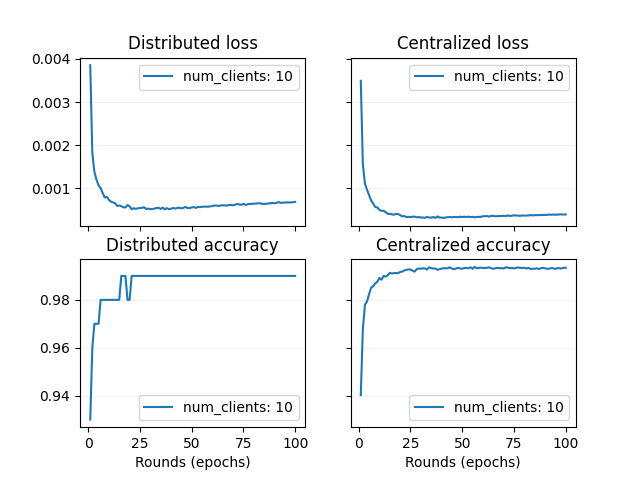 Distributed loss
Centralized loss
0.004
0.003
0.002
0.001
num_clients: 10
num_clients: 10
Distributed accuracy
Centralized accuracy
0.98
0.96
0.94
num_clients: 10
num_clients: 10
0 25 50 75 100
0 25 50 75 100
Rounds (epochs)
Rounds (epochs)